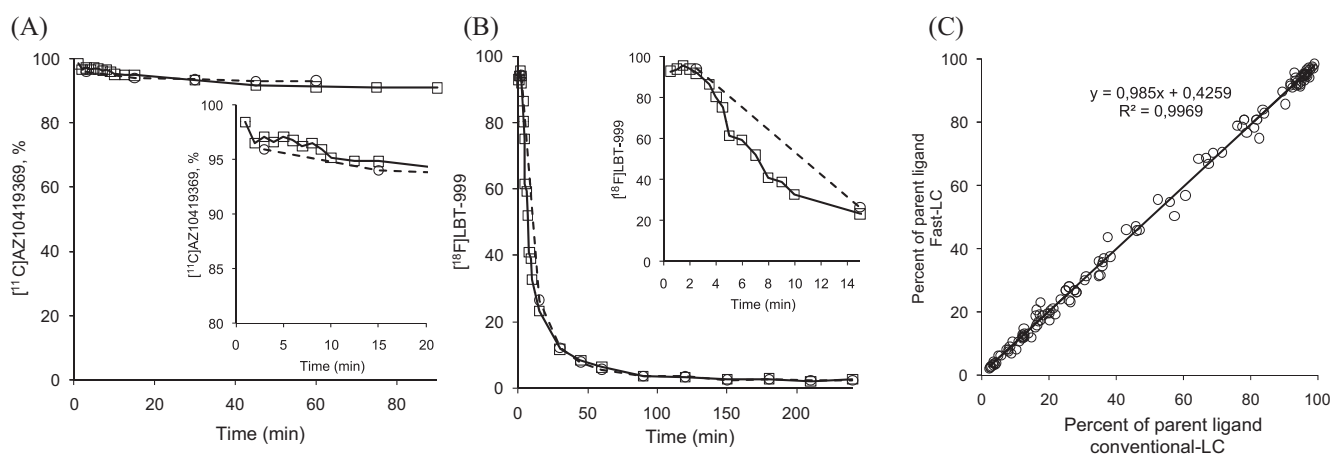 (A)
[¹¹C]AZ10419369, %
100
80
60
40
20
0
0 20 40 60 80
Time (min)
[¹¹C]AZ10419369, %
100
95
90
85
80
0 5 10 15 20
Time (min)
(B)
[¹⁸F]LBT-999
100
80
60
40
20
0
0 50 100 150 200
Time (min)
[¹⁸F]LBT-999
100
80
60
40
20
0
0 2 4 6 8 10 12 14
Time (min)
(C)
Percent of parent ligand
Fast-LC
100
80
60
40
20
0
y = 0,985x + 0,4259
R² = 0,9969
0 20 40 60 80 100
Percent of parent ligand
conventional-LC